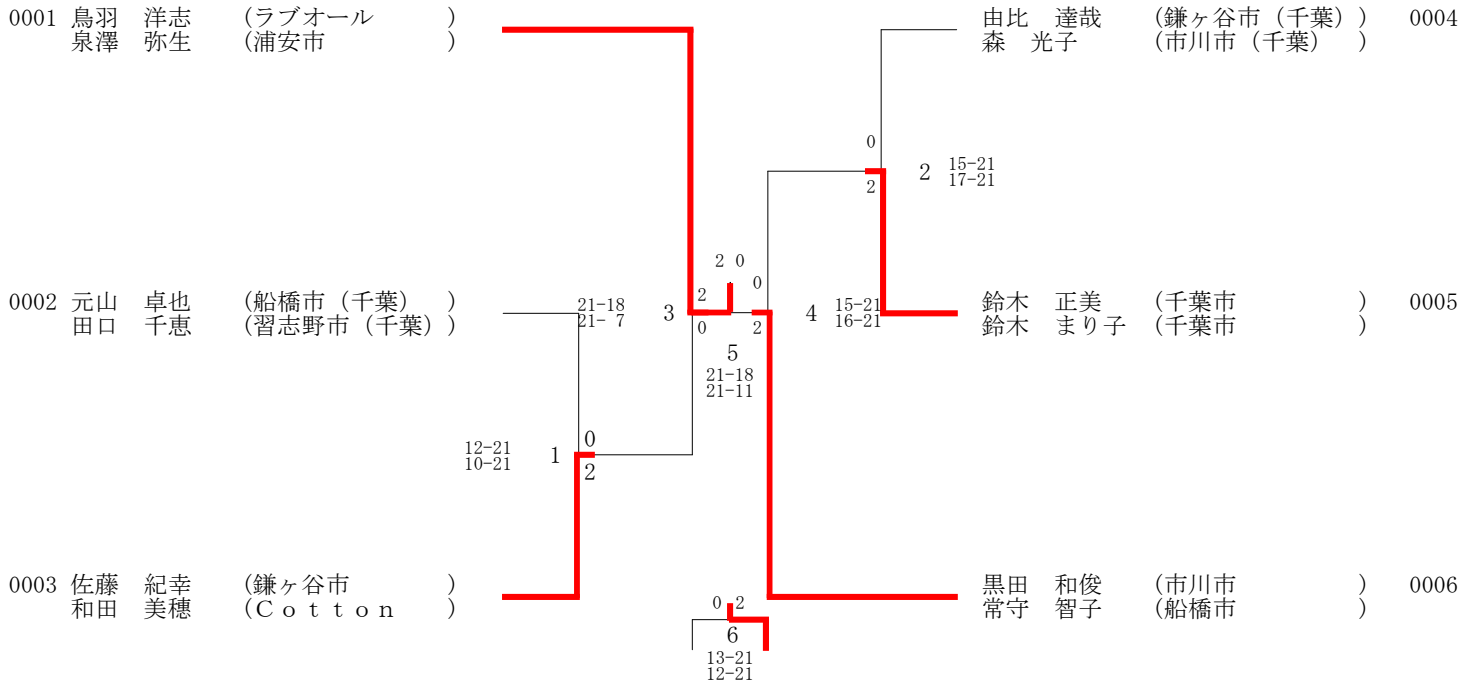 0001 鳥羽　洋志　　(ラブオール　　　　)
泉澤　弥生　　(浦安市　　　　　　)
由比　達哉　　(鎌ヶ谷市（千葉）) 0004
森　光子　　　(市川市（千葉）　)
0
2 15-21
17-21
2
2 0
0
0002 元山　卓也　　(船橋市（千葉）　)
田口　千恵　　(習志野市（千葉）)
21-18
21- 7
3
2
0
2
4
15-21
16-21
鈴木　正美　　(千葉市　　　　　　) 0005
鈴木　まり子　(千葉市　　　　　　)
5
21-18
21-11
12-21
10-21
1
0
2
0003 佐藤　紀幸　　(鎌ヶ谷市　　　　　)
和田　美穂　　(Ｃｏｔｔｏｎ　　　)
黒田　和俊　　(市川市　　　　　　) 0006
常守　智子　　(船橋市　　　　　　)
0 2
6
13-21
12-21